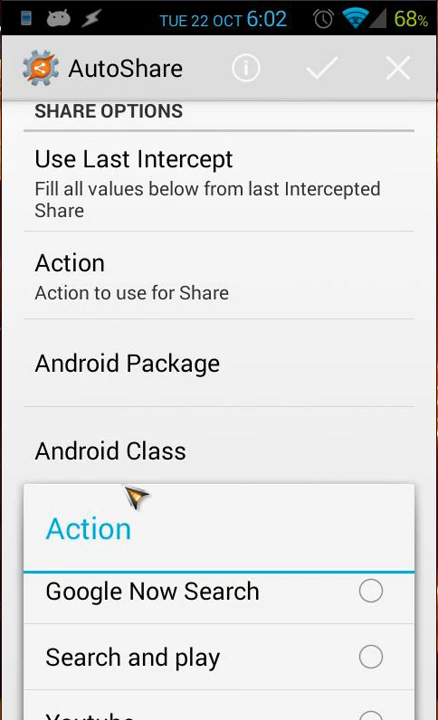 TUE 22 OCT 6:02 68%
AutoShare
SHARE OPTIONS
Use Last Intercept
Fill all values below from last Intercepted
Share
Action
Action to use for Share
Android Package
Android Class
Action
Google Now Search
Search and play
Youtube